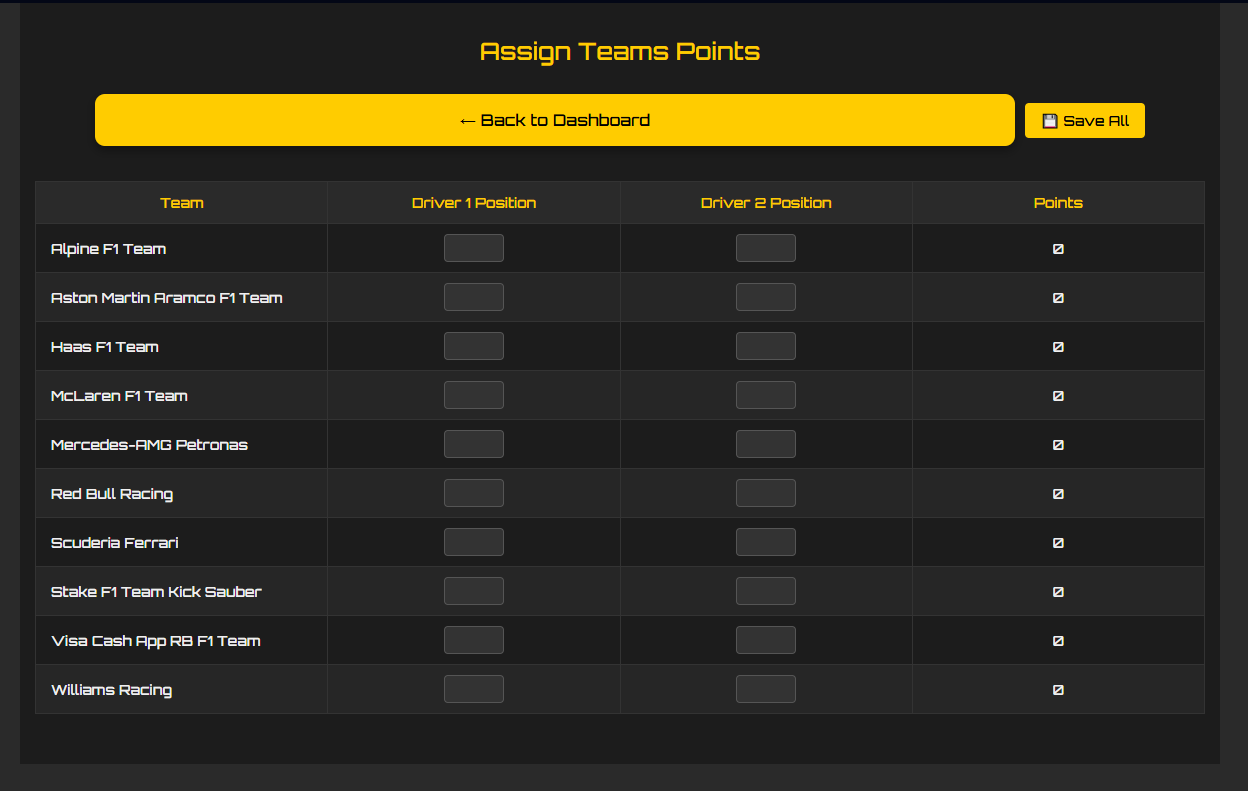 Assign Teams Points
← Back to Dashboard
💾 Save All
Team Driver 1 Position Driver 2 Position Points
Alpine F1 Team 0
Aston Martin Aramco F1 Team 0
Haas F1 Team 0
McLaren F1 Team 0
Mercedes-AMG Petronas 0
Red Bull Racing 0
Scuderia Ferrari 0
Stake F1 Team Kick Sauber 0
Visa Cash App RB F1 Team 0
Williams Racing 0